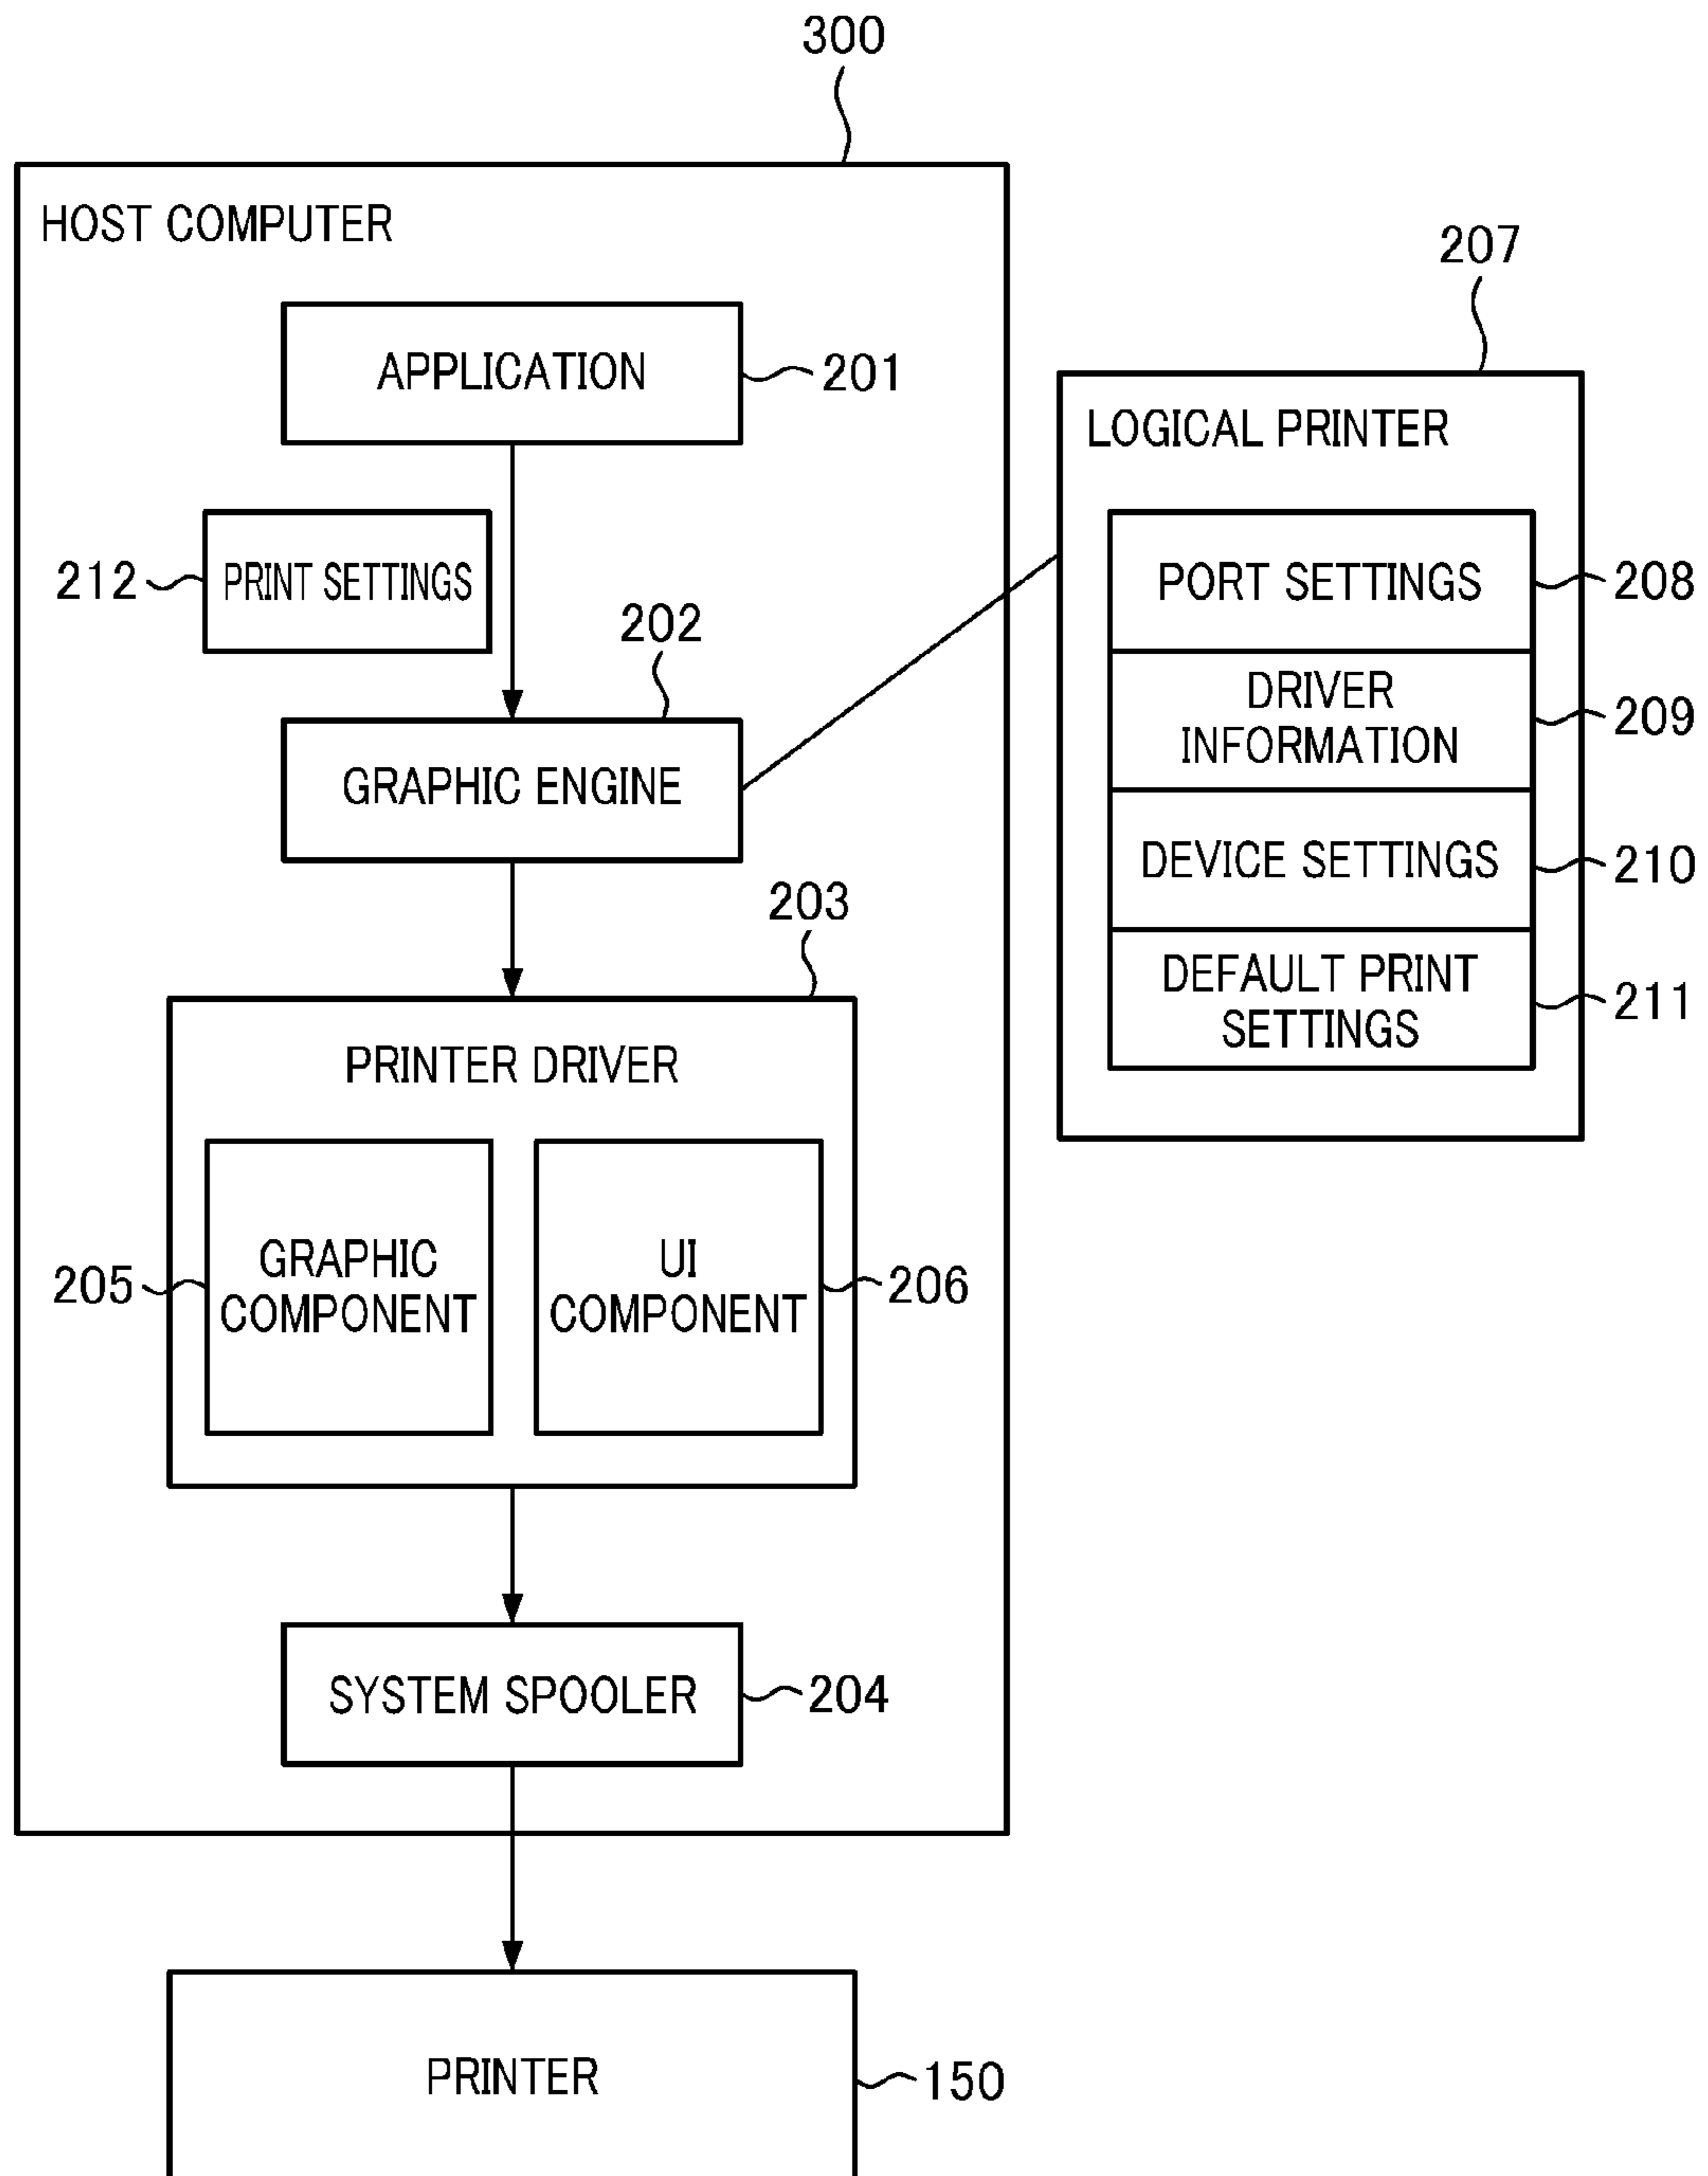 300
HOST COMPUTER
207
APPLICATION
201
LOGICAL PRINTER
212
PRINT SETTINGS
PORT SETTINGS
208
202
DRIVER
INFORMATION
209
GRAPHIC ENGINE
DEVICE SETTINGS
210
203
DEFAULT PRINT
SETTINGS
211
PRINTER DRIVER
205
GRAPHIC
COMPONENT
UI
COMPONENT
206
SYSTEM SPOOLER
204
PRINTER
150